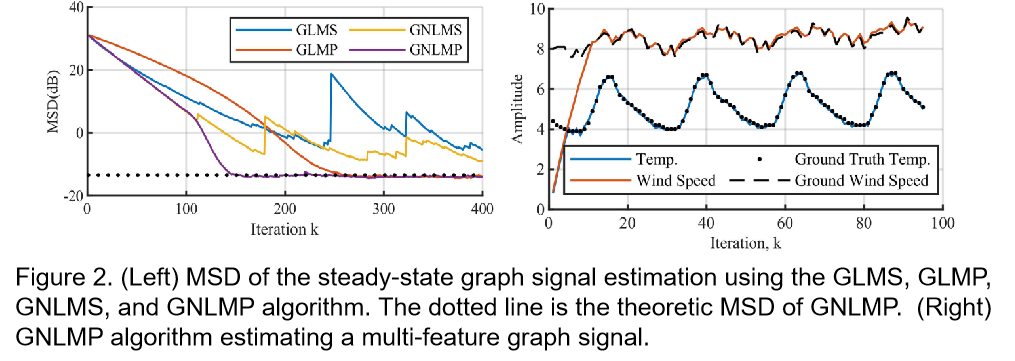 40
20
0
-20
MSD(dB)
0
100
200
300
400
Iteration k
GLMS
GNLMS
GLMP
GNLMP
10
8
6
4
2
0
Amplitude
0
20
40
60
80
100
Iteration, k
Temp.
Ground Truth Temp.
Wind Speed
Ground Wind Speed
Figure 2. (Left) MSD of the steady-state graph signal estimation using the GLMS, GLMP,
GNLMS, and GNLMP algorithm. The dotted line is the theoretic MSD of GNLMP. (Right)
GNLMP algorithm estimating a multi-feature graph signal.